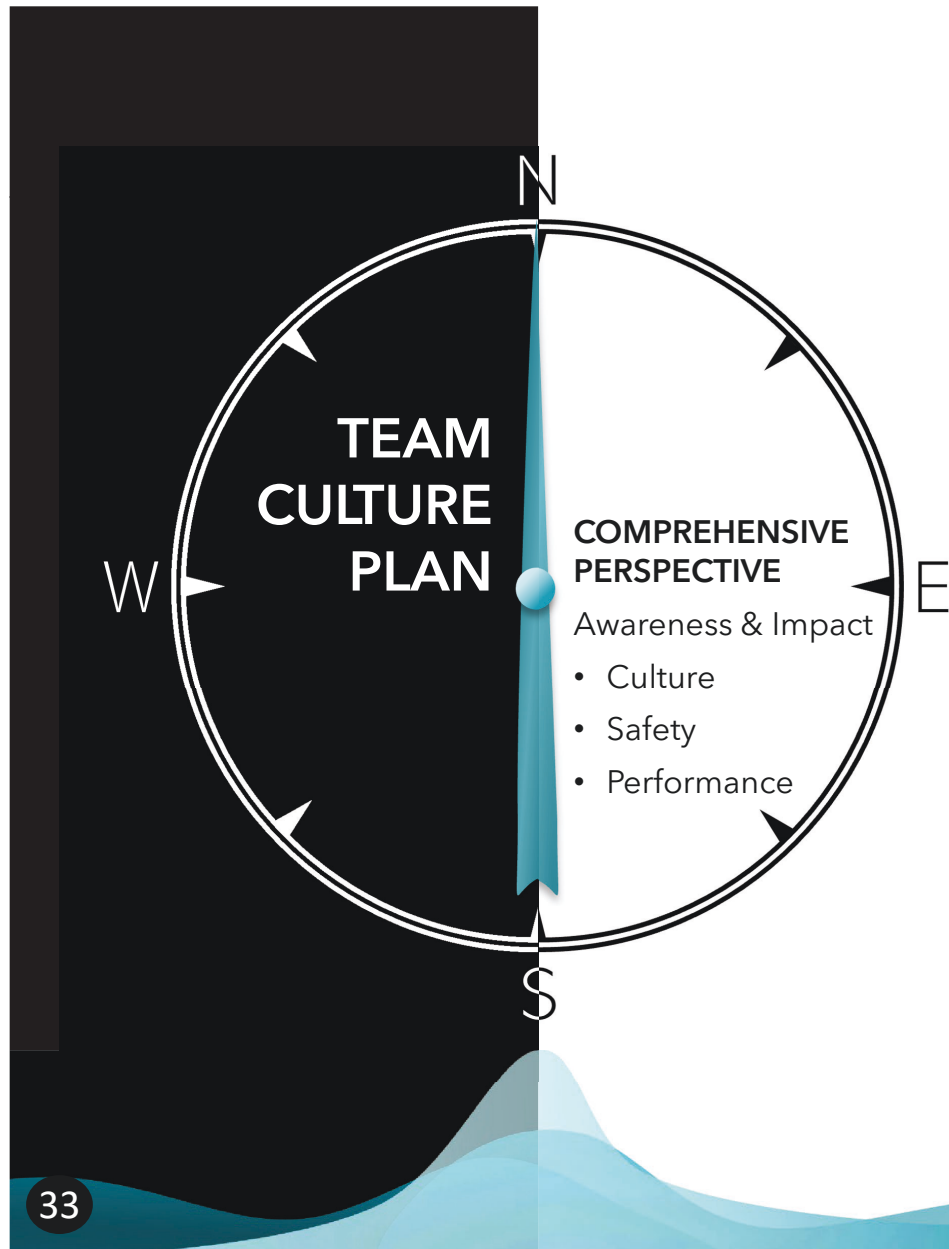 N
TEAM
CULTURE
PLAN
COMPREHENSIVE
PERSPECTIVE
Awareness & Impact
• Culture
• Safety
• Performance
W
E
S
33